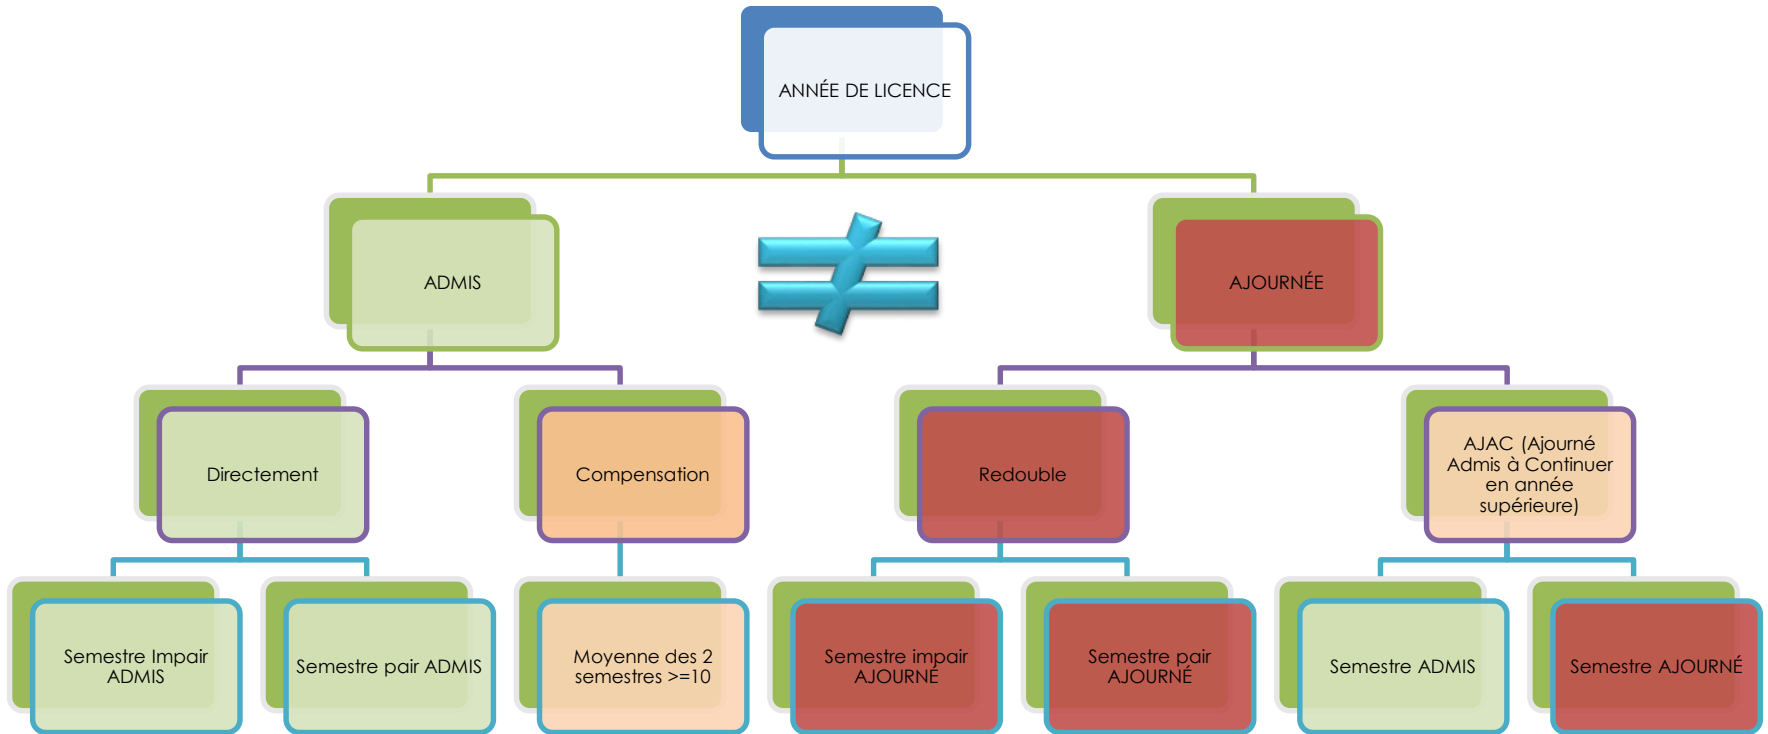 ANNÉE DE LICENCE
ADMIS
AJOURNÉE
Directement
Compensation
Redouble
AJAC (Ajourné
Admis à Continuer
en année
supérieure)
Semestre Impair
ADMIS
Semestre pair ADMIS
Moyenne des 2
semestres >=10
Semestre impair
AJOURNÉ
Semestre pair
AJOURNÉ
Semestre ADMIS
Semestre AJOURNÉ